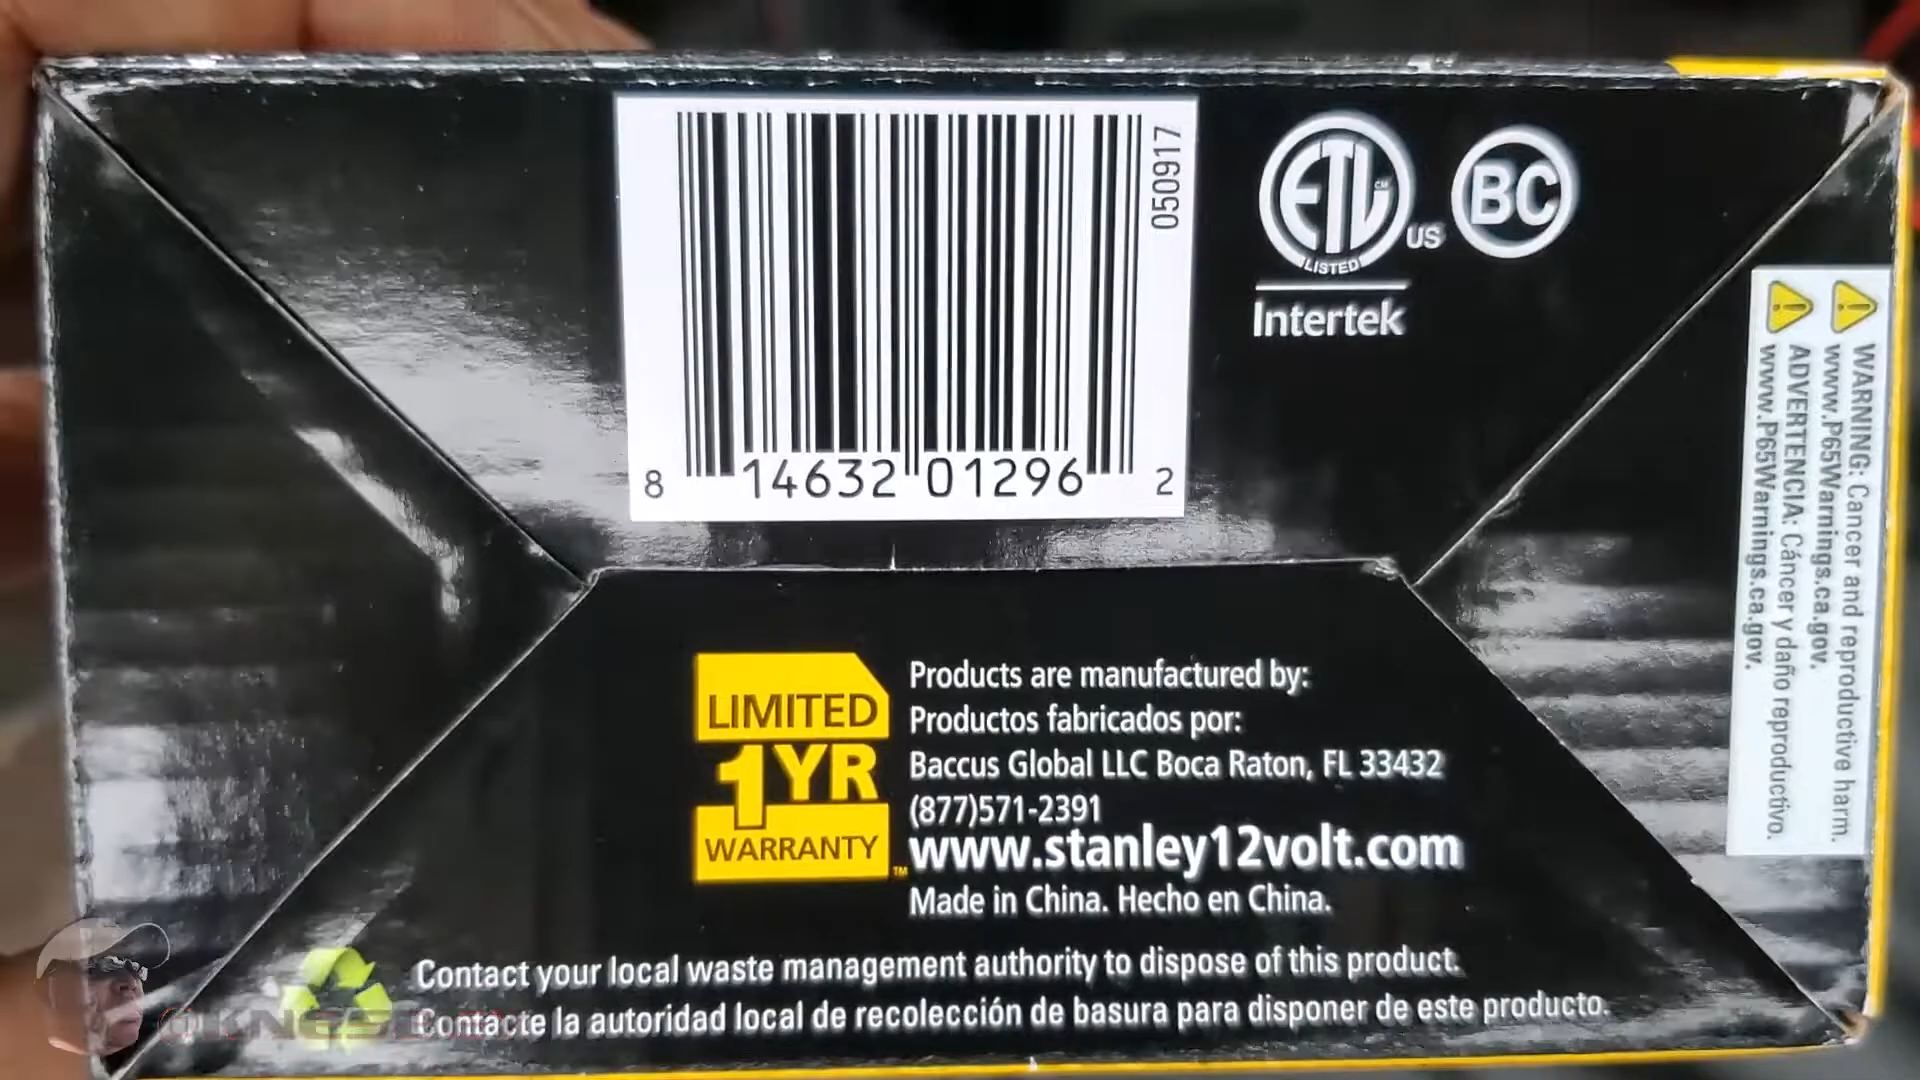 050917
8 14632 01296 2
ETL CM
LISTED
US
Intertek
BC
WARNING: Cancer and reproductive harm.
www.P65Warnings.ca.gov.
ADVERTENCIA: Cáncer y daño reproductivo.
www.P65Warnings.ca.gov.
LIMITED
1YR
WARRANTY ™
Products are manufactured by:
Productos fabricados por:
Baccus Global LLC Boca Raton, FL 33432
(877)571-2391
www.stanley12volt.com
Made in China. Hecho en China.
Contact your local waste management authority to dispose of this product.
Contacte la autoridad local de recolección de basura para disponer de este producto.